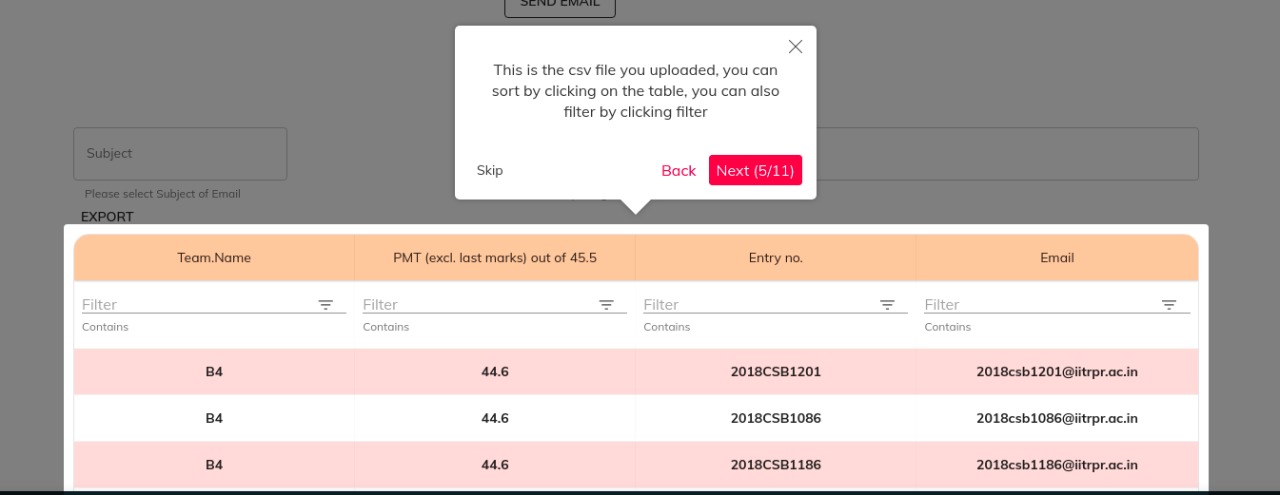 SEND EMAIL
This is the csv file you uploaded, you can
sort by clicking on the table, you can also
filter by clicking filter
Skip Back Next (5/11)
Subject
Please select Subject of Email
EXPORT
Team.Name PMT (excl. last marks) out of 45.5 Entry no. Email
Filter Filter Filter Filter
Contains Contains Contains Contains
B4 44.6 2018CSB1201 2018csb1201@iitrpr.ac.in
B4 44.6 2018CSB1086 2018csb1086@iitrpr.ac.in
B4 44.6 2018CSB1186 2018csb1186@iitrpr.ac.in